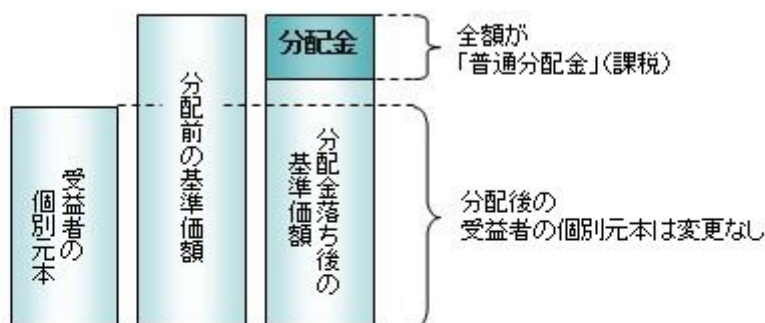 分配金
全額が
「普通分配金」(課税)
受益者の
個別元本
分配前の基準価額
分配金落ち後の
基準価額
分配後の
受益者の個別元本は変更なし